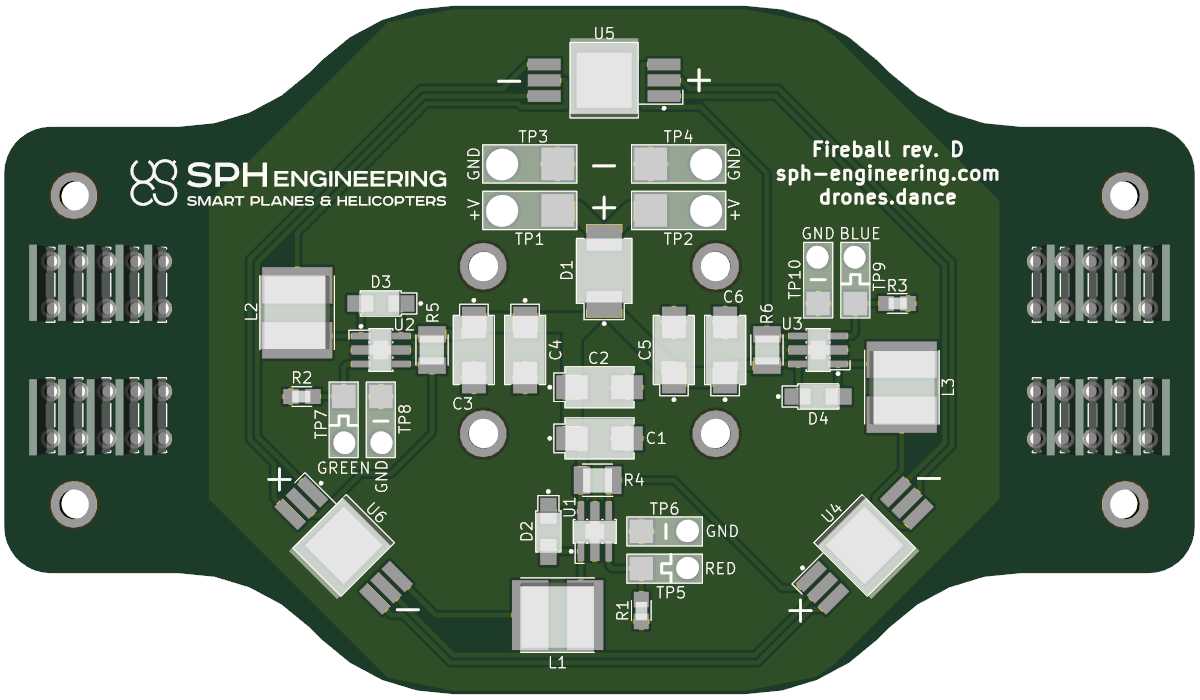 U5
− +
TP3 TP4
GND − GND
Fireball rev. D
SPH ENGINEERING
sph-engineering.com
SMART PLANES & HELICOPTERS
drones.dance
+V + +V
TP1 TP2
GND BLUE
D1
TP10 TP9
D3
R3
L2
R5
C6
R6
U2
U3
C4
C5
C2
R2
C3
L3
D4
TP7
TP8
C1
GREEN
GND
+
R4
−
U6
U1
TP6
U4
D2
GND
RED
TP5
− R1 +
L1